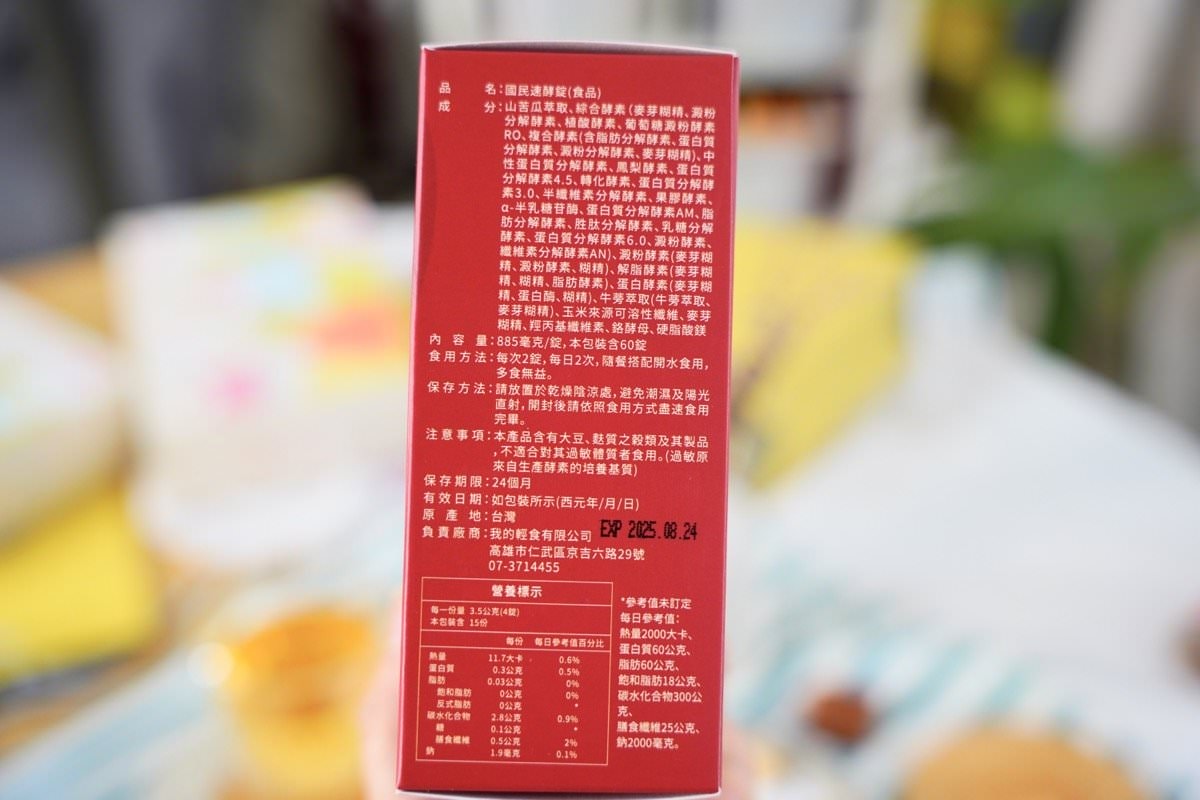 品名:國民速酵錠(食品)
成分:山苦瓜萃取、綜合酵素(麥芽糊精、澱粉
分解酵素、植酸酵素、葡萄糖澱粉酵素
RO、複合酵素(含脂肪分解酵素、蛋白質
分解酵素、澱粉分解酵素、麥芽糊精)、中
性蛋白質分解酵素、鳳梨酵素、蛋白質
分解酵素4.5、轉化酵素、蛋白質分解酵
素3.0、半纖維素分解酵素、果膠酵素、
α-半乳糖苷酶、蛋白質分解酵素AM、脂
肪分解酵素、胜肽分解酵素、乳糖分解
酵素、蛋白質分解酵素6.0、澱粉酵素、
纖維素分解酵素AN)、澱粉酵素(麥芽糊
精、澱粉酵素、糊精)、解脂酵素(麥芽糊
精、糊精、脂肪酵素)、蛋白酵素(麥芽糊
精、蛋白酶、糊精)、牛蒡萃取(牛蒡萃取、
麥芽糊精)、玉米來源可溶性纖維、麥芽
糊精、羥丙基纖維素、鉻酵母、硬脂酸鎂
內容量:885毫克/錠,本包裝含60錠
食用方法:每次2錠,每日2次,隨餐搭配開水食用,
多食無益。
保存方法:請放置於乾燥陰涼處,避免潮濕及陽光
直射,開封後請依照食用方式盡速食用
完畢。
注意事項:本產品含有大豆、麩質之穀類及其製品
,不適合對其過敏體質者食用。(過敏原
來自生產酵素的培養基質)
保存期限:24個月
有效日期:如包裝所示(西元年/月/日)
原產地:台灣
負責廠商:我的輕食有限公司 EXP 2025.08.24
高雄市仁武區京吉六路29號
07-3714455
營養標示
每一份量 3.5公克(4錠)
本包裝含 15份
每份 每日參考值百分比
熱量 11.7大卡 0.6%
蛋白質 0.3公克 0.5%
脂肪 0.03公克 0%
飽和脂肪 0公克 0%
反式脂肪 0公克 *
碳水化合物 2.8公克 0.9%
糖 0.1公克 *
膳食纖維 0.5公克 2%
鈉 1.9毫克 0.1%
*參考值未訂定
每日參考值:
熱量2000大卡、
蛋白質60公克、
脂肪60公克、
飽和脂肪18公克、
碳水化合物300公
克、
膳食纖維25公克、
鈉2000毫克。